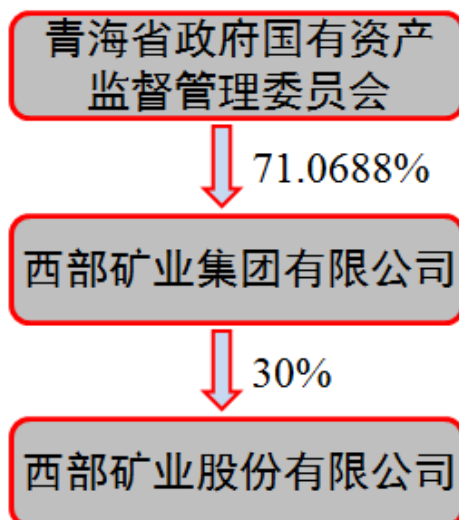 青海省政府国有资产
监督管理委员会
71.0688%
西部矿业集团有限公司
30%
西部矿业股份有限公司